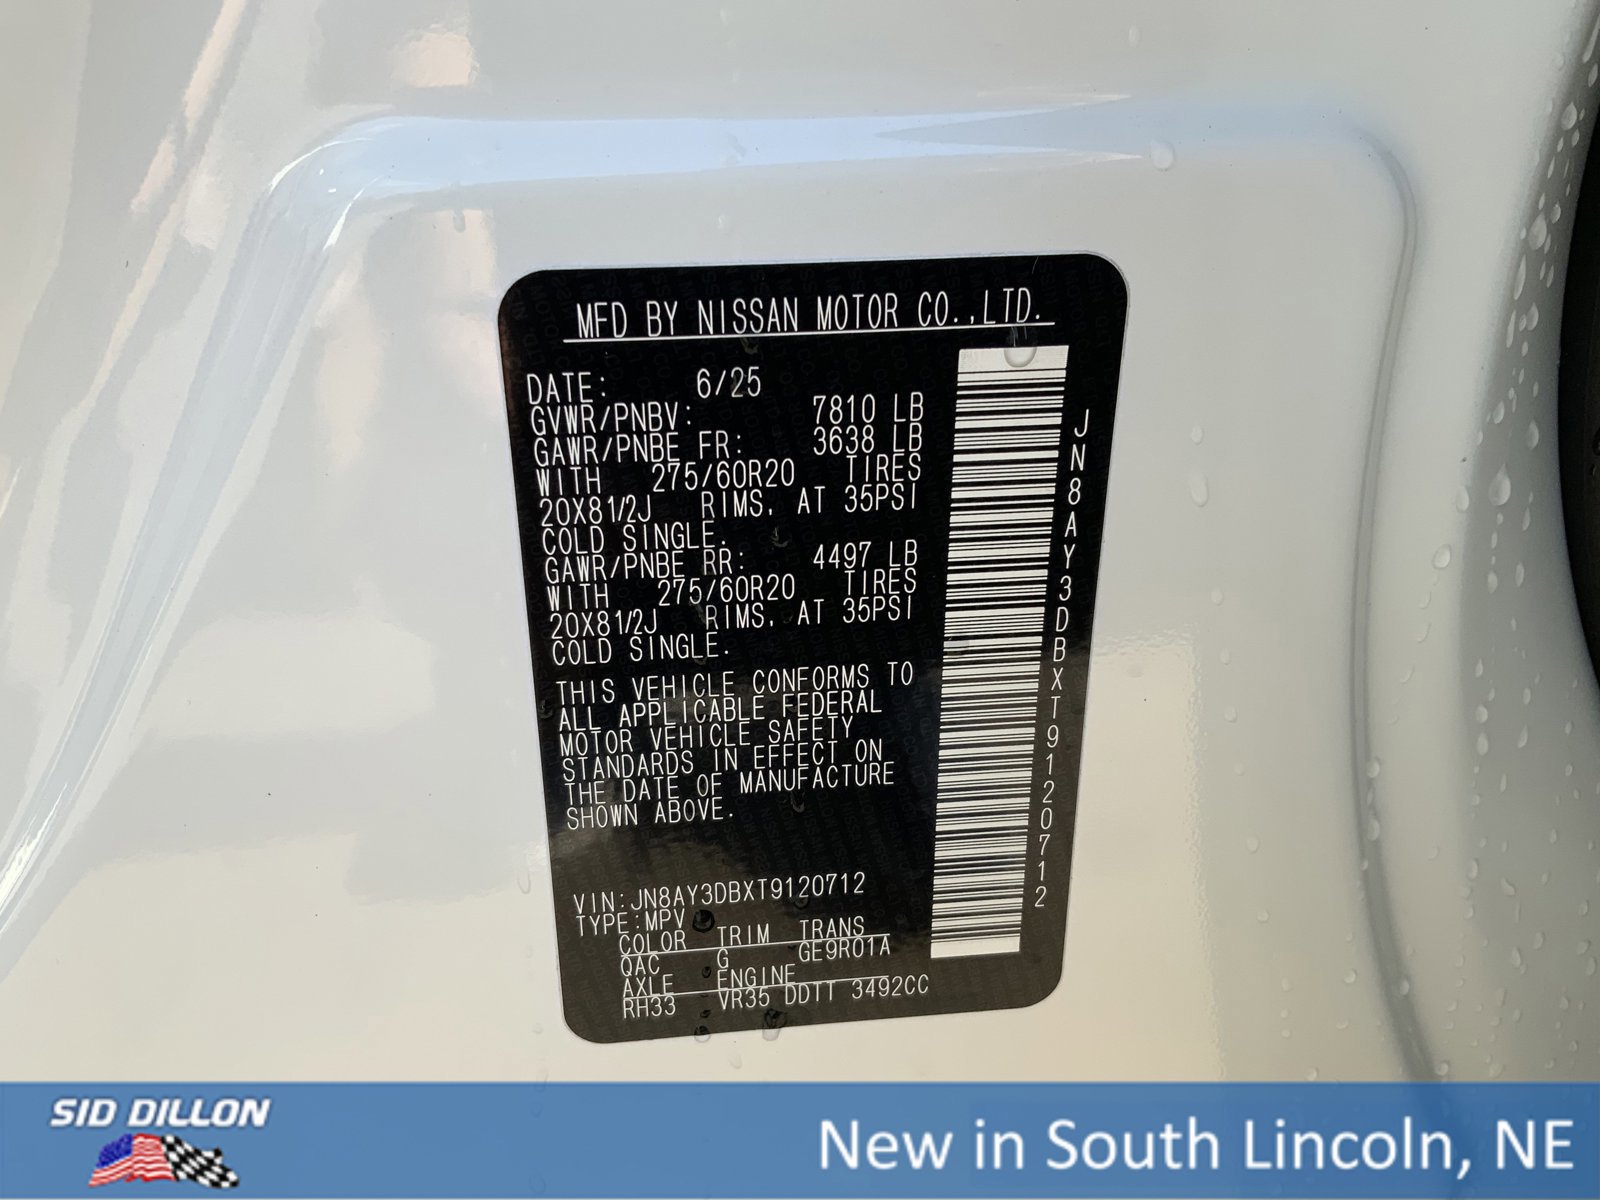 MFD BY NISSAN MOTOR CO.,LTD.
DATE: 6/25
GVWR/PNBV: 7810 LB
GAWR/PNBE FR: 3638 LB
WITH 275/60R20 TIRES
20X81/2J RIMS, AT 35PSI
COLD SINGLE.
GAWR/PNBE RR: 4497 LB
WITH 275/60R20 TIRES
20X81/2J RIMS, AT 35PSI
COLD SINGLE.
THIS VEHICLE CONFORMS TO
ALL APPLICABLE FEDERAL
MOTOR VEHICLE SAFETY
STANDARDS IN EFFECT ON
THE DATE OF MANUFACTURE
SHOWN ABOVE.
VIN:JN8AY3DBXT9120712
TYPE:MPV
COLOR TRIM TRANS
QAC G GE9R01A
AXLE ENGINE
RH33 VR35 DDTT 3492CC
JN8AY3DBXT9120712
SID DILLON
New in South Lincoln, NE